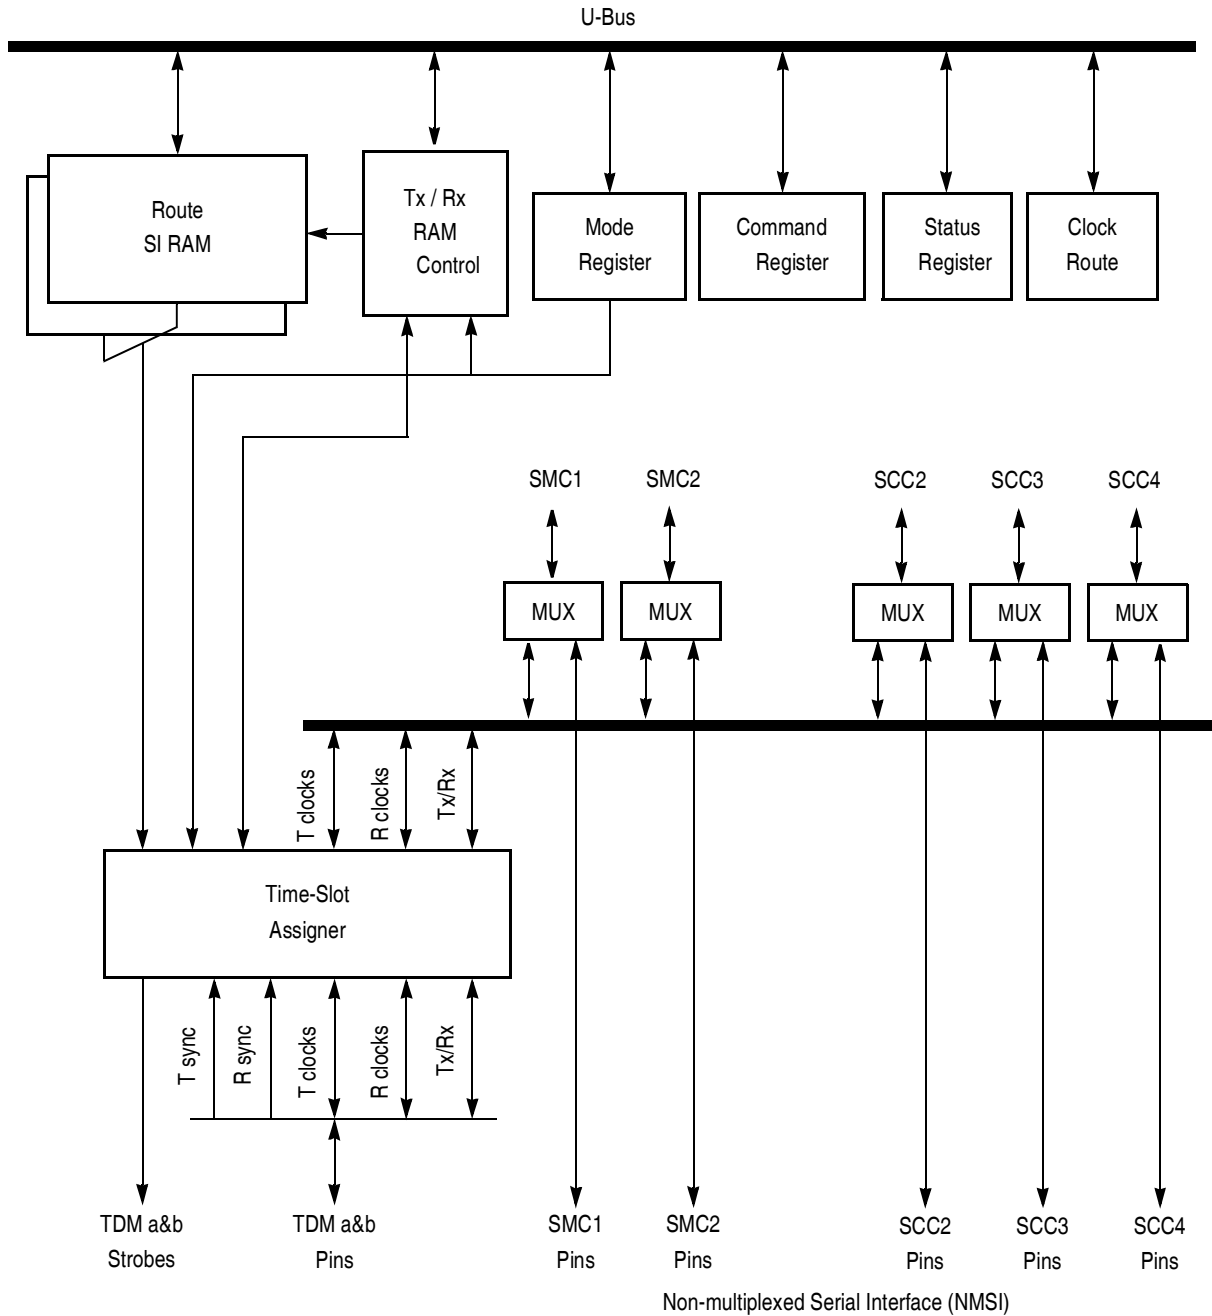 U-Bus
Route
SI RAM
Tx / Rx
RAM
Control
Mode
Register
Command
Register
Status
Register
Clock
Route
SMC1
SMC2
SCC2
SCC3
SCC4
MUX
MUX
MUX
MUX
MUX
T clocks
R clocks
Tx/Rx
Time-Slot
Assigner
T sync
R sync
T clocks
R clocks
Tx/Rx
TDM a&b
Strobes
TDM a&b
Pins
SMC1
Pins
SMC2
Pins
SCC2
Pins
SCC3
Pins
SCC4
Pins
Non-multiplexed Serial Interface (NMSI)